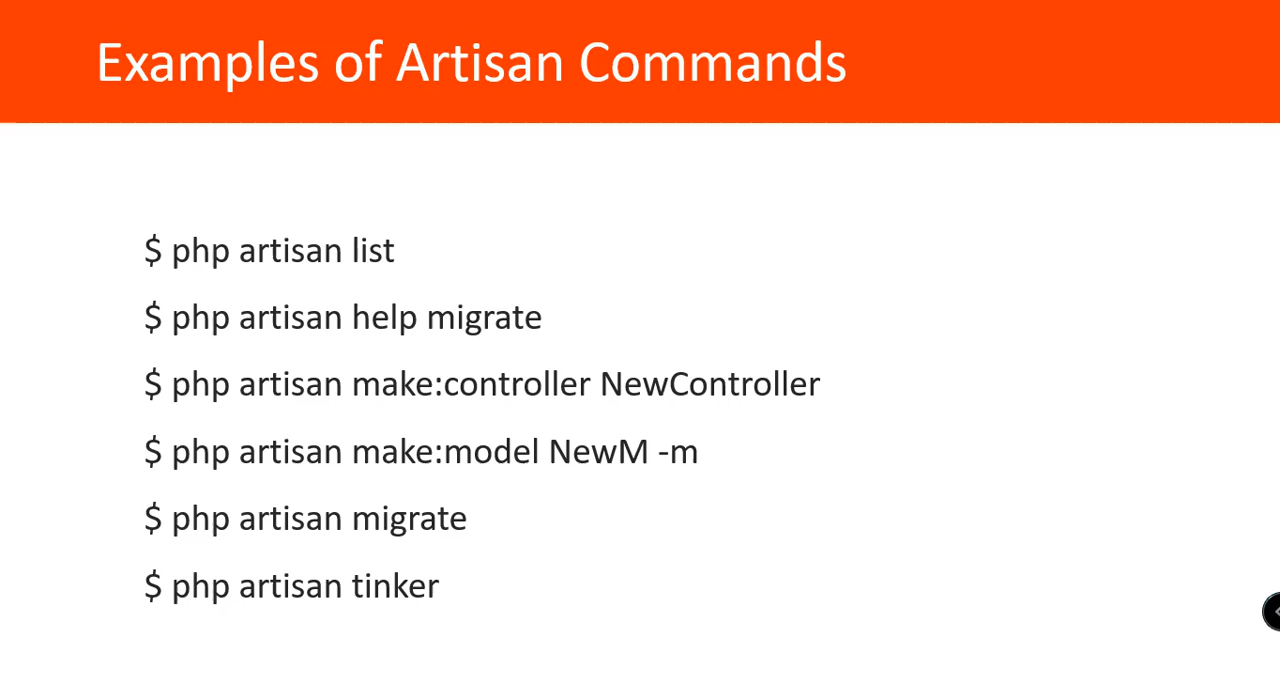 Examples of Artisan Commands
$ php artisan list
$ php artisan help migrate
$ php artisan make:controller NewController
$ php artisan make:model NewM -m
$ php artisan migrate
$ php artisan tinker